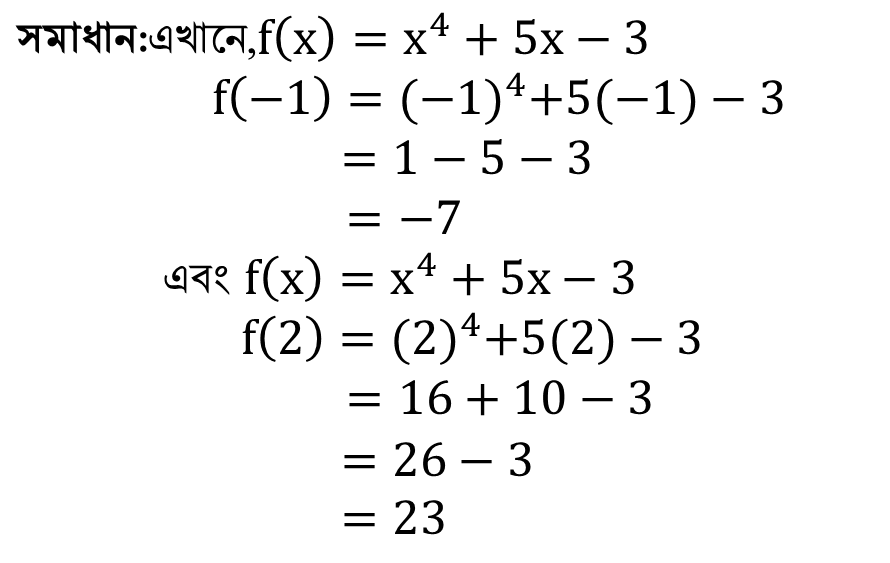 সমাধান:এখানে,f(x) = x⁴ + 5x − 3
f(−1) = (−1)⁴+5(−1) − 3
= 1 − 5 − 3
= −7
এবং f(x) = x⁴ + 5x − 3
f(2) = (2)⁴+5(2) − 3
= 16 + 10 − 3
= 26 − 3
= 23